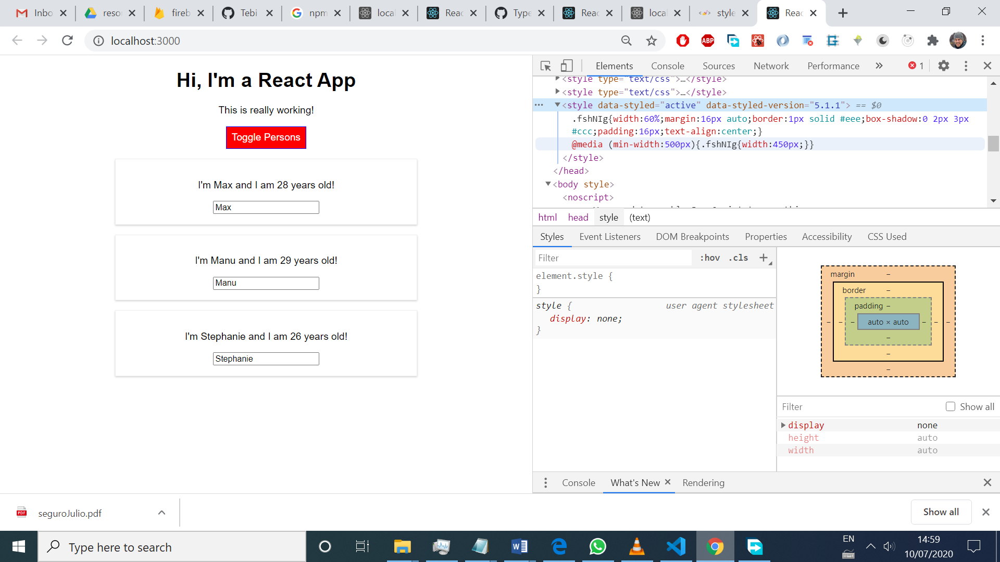 Inbo
reso
fireb
Tebi
npm
local
Reac
Type
Reac
local
style
Reac
localhost:3000
ABP
Hi, I'm a React App
This is really working!
Toggle Persons
I'm Max and I am 28 years old!
Max
I'm Manu and I am 29 years old!
Manu
I'm Stephanie and I am 26 years old!
Stephanie
Elements Console Sources Network Performance 1
<style type="text/css">…</style>
<style type="text/css">…</style>
<style data-styled="active" data-styled-version="5.1.1"> == $0
.fshNIg{width:60%;margin:16px auto;border:1px solid #eee;box-shadow:0 2px 3px
#ccc;padding:16px;text-align:center;}
@media (min-width:500px){.fshNIg{width:450px;}}
</style>
</head>
<body style>
<noscript>
html head style (text)
Styles Event Listeners DOM Breakpoints Properties Accessibility CSS Used
Filter :hov .cls +
element.style {
}
style { user agent stylesheet
display: none;
}
margin –
border –
padding –
– – – auto × auto – – –
–
–
–
Filter Show all
display none
height auto
width auto
Console What's New Rendering
PDF seguroJulio.pdf
Show all
Type here to search
EN
14:59
10/07/2020